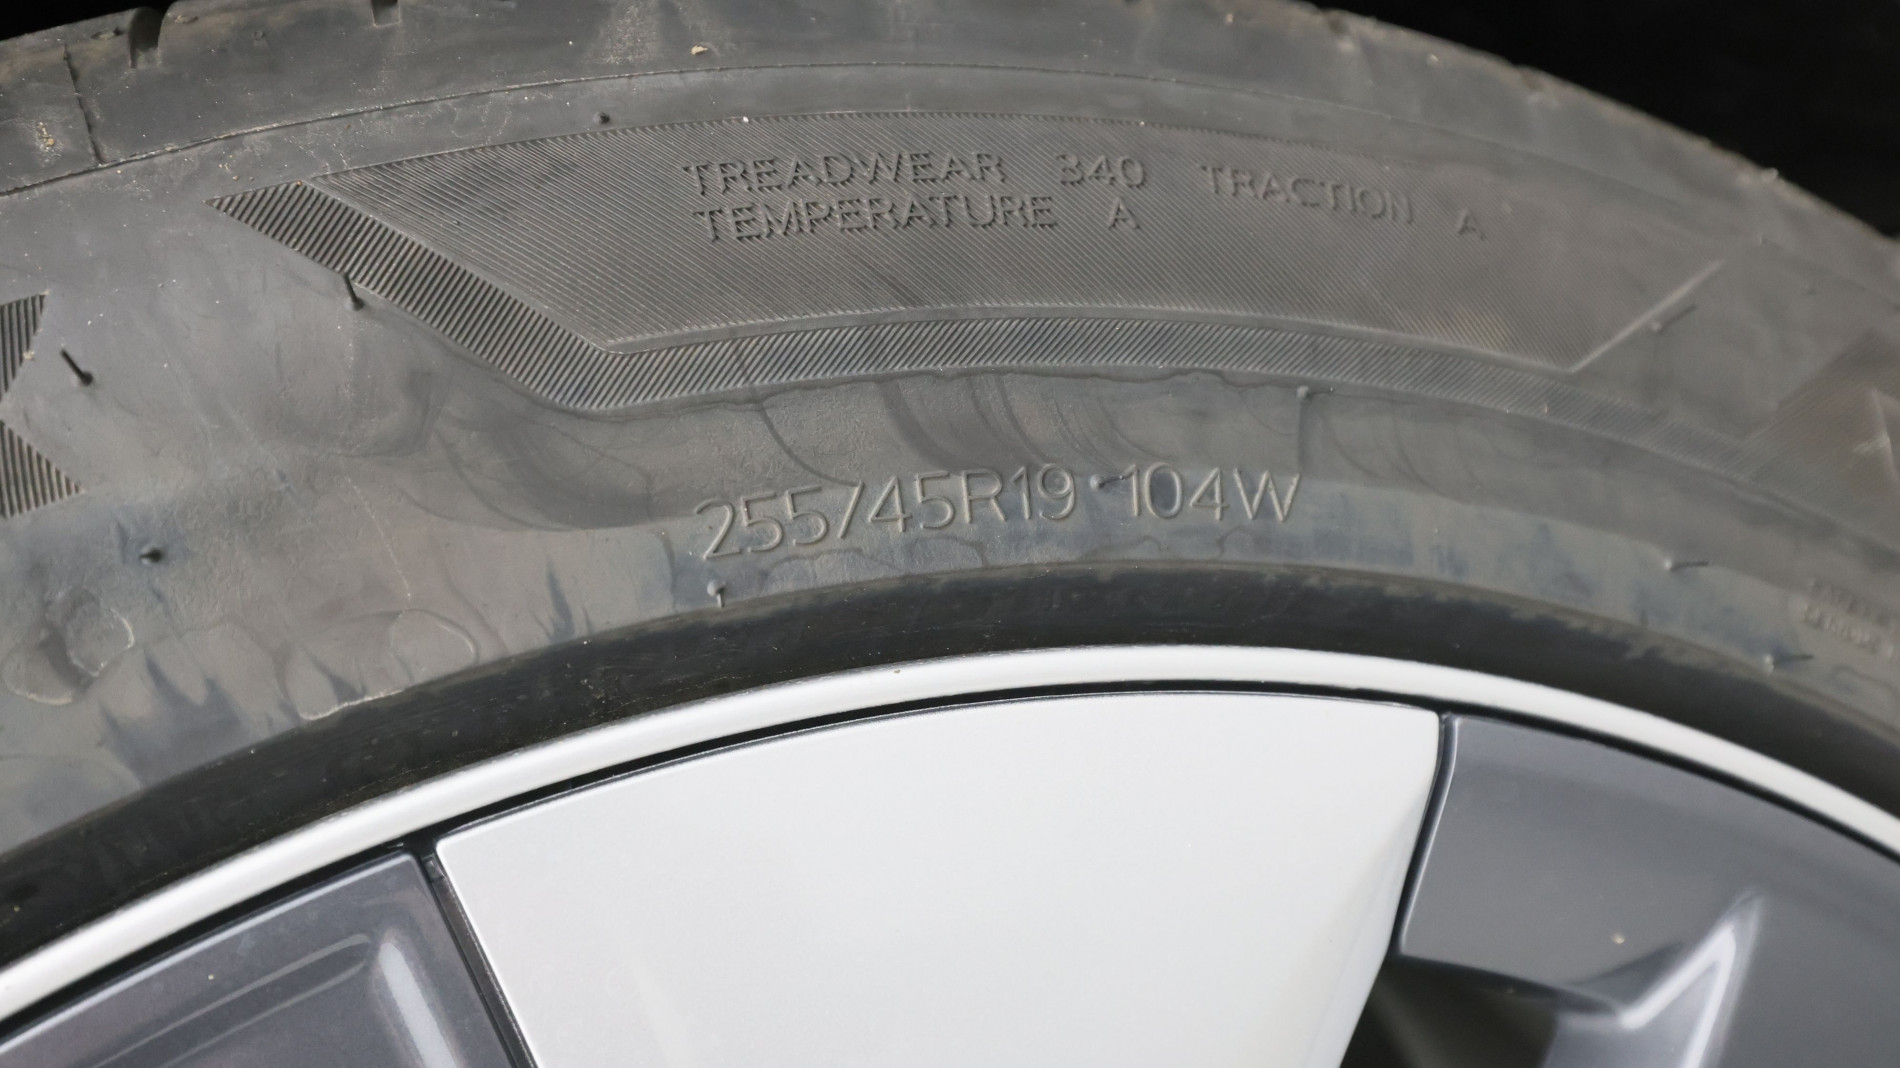 TREADWEAR 340 TRACTION A
TEMPERATURE A
255/45R19 104W